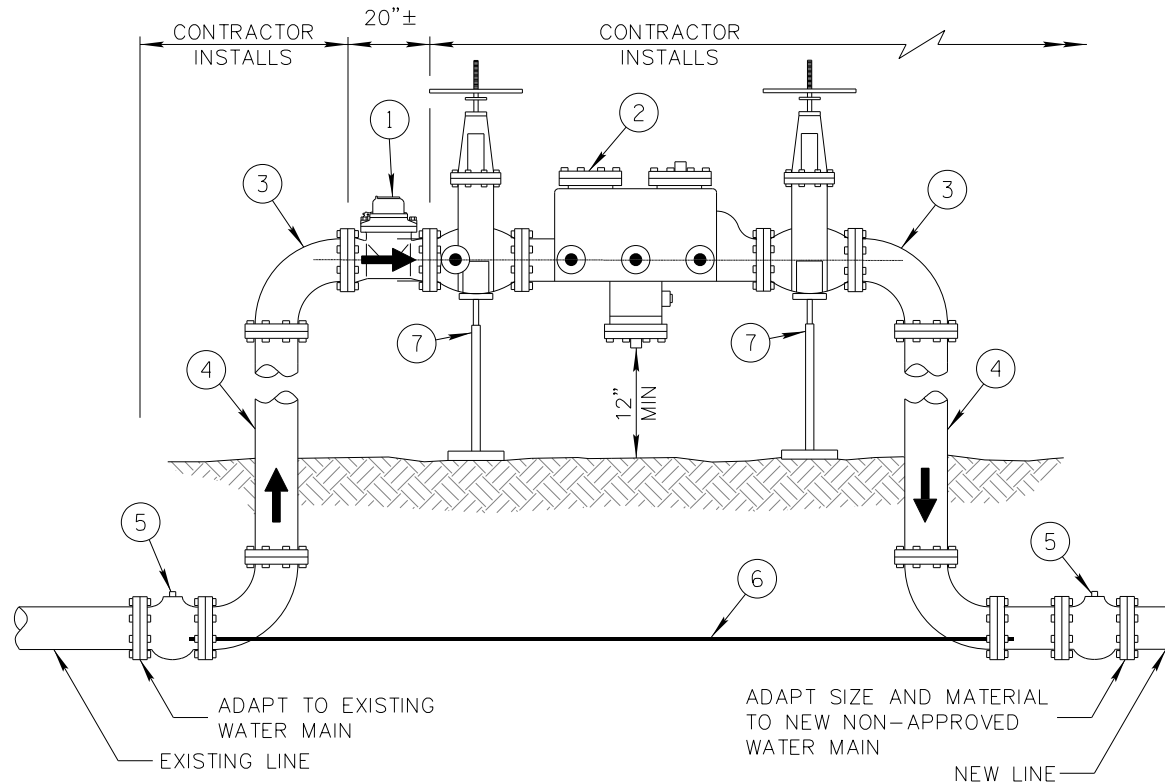 20"±
CONTRACTOR
INSTALLS
CONTRACTOR
INSTALLS
1
2
3
3
7
7
4
4
12"
MIN
5
5
6
ADAPT TO EXISTING
WATER MAIN
EXISTING LINE
ADAPT SIZE AND MATERIAL
TO NEW NON-APPROVED
WATER MAIN
NEW LINE